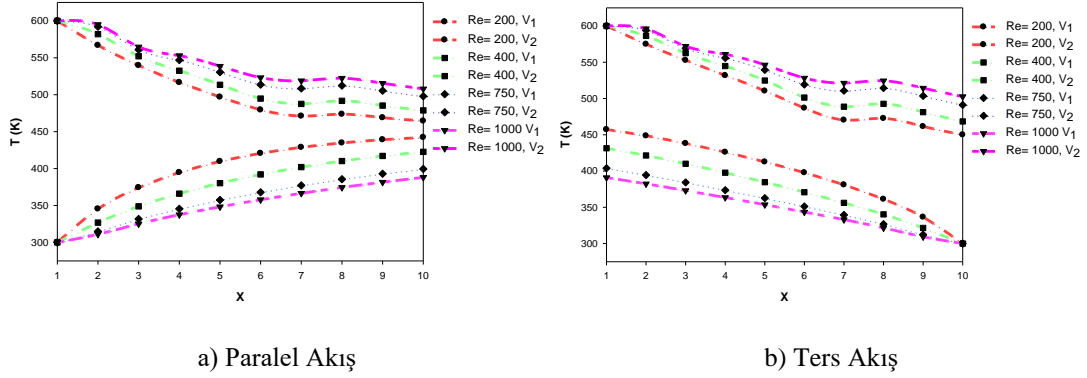 600
550
500
450
400
350
300
T (K)
1 2 3 4 5 6 7 8 9 10
X
Re= 200, V1
Re= 200, V2
Re= 400, V1
Re= 400, V2
Re= 750, V1
Re= 750, V2
Re= 1000 V1
Re= 1000, V2
a) Paralel Akış
600
550
500
450
400
350
300
T (K)
1 2 3 4 5 6 7 8 9 10
X
Re= 200, V1
Re= 200, V2
Re= 400, V1
Re= 400, V2
Re= 750, V1
Re= 750, V2
Re= 1000 V1
Re= 1000, V2
b) Ters Akış